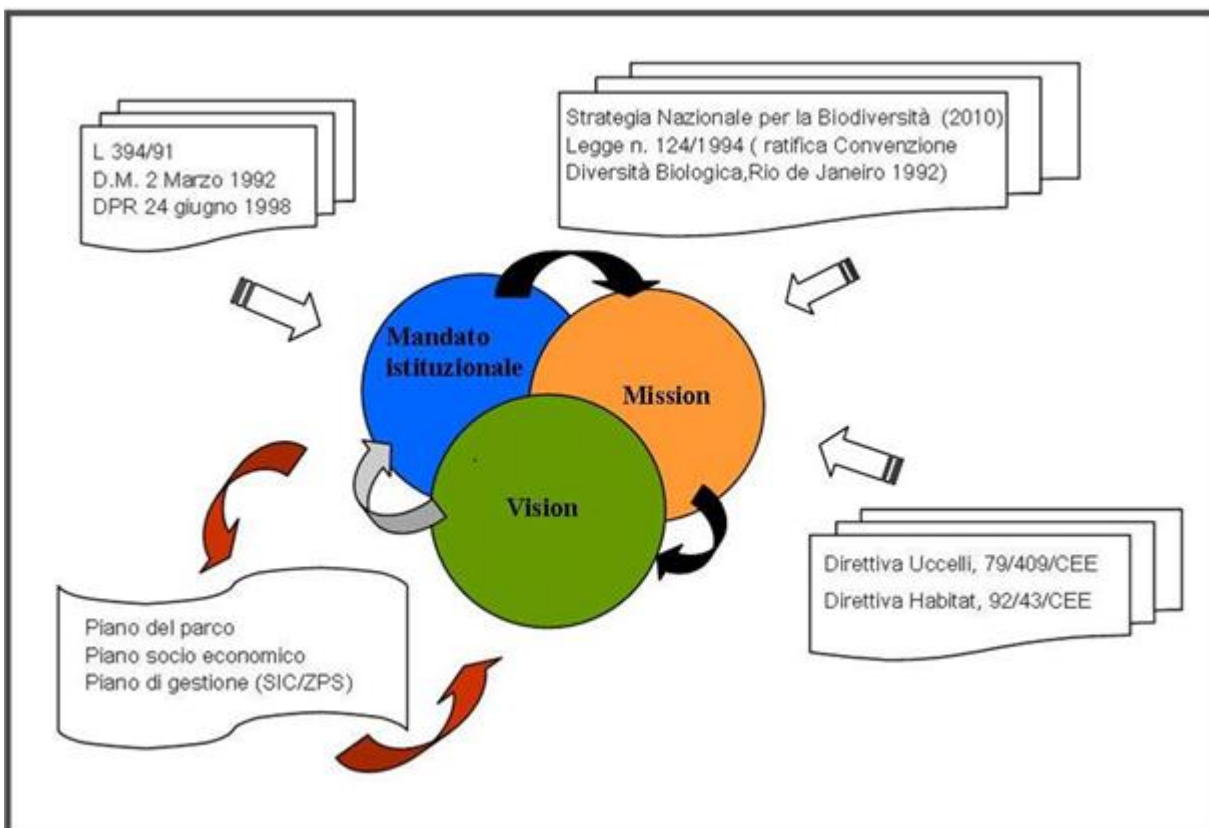 L 394/91
D.M. 2 Marzo 1992
DPR 24 giugno 1998
Strategia Nazionale per la Biodiversità (2010)
Legge n. 124/1994 ( ratifica Convenzione
Diversità Biologica,Rio de Janeiro 1992)
Mandato
istituzionale
Mission
Vision
Direttiva Uccelli, 79/409/CEE
Direttiva Habitat, 92/43/CEE
Piano del parco
Piano socio economico
Piano di gestione (SIC/ZPS)